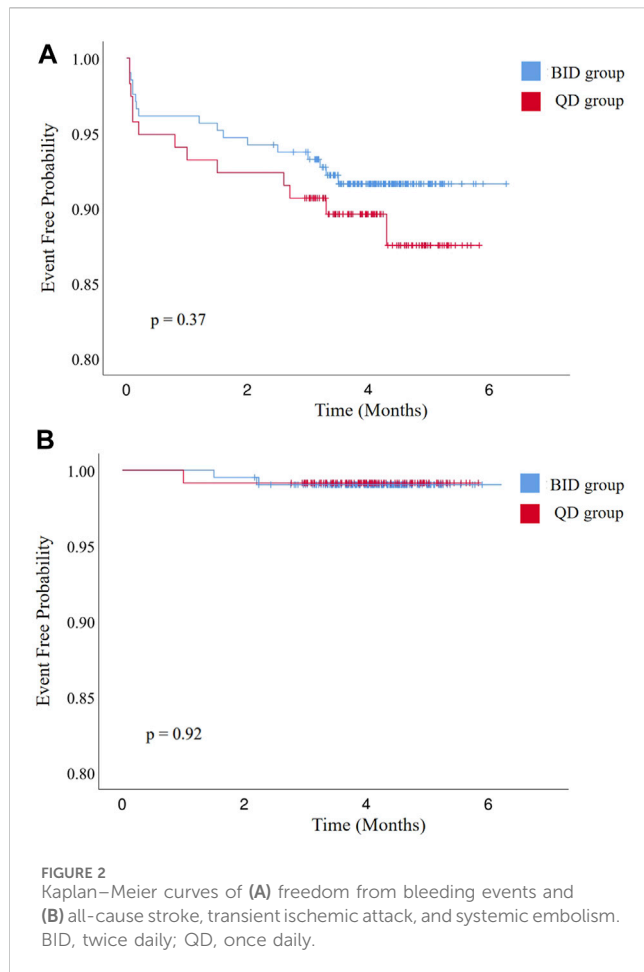 A
1.00
0.95
0.90
0.85
0.80
Event Free Probability
BID group
QD group
p = 0.37
0 2 4 6
Time (Months)
B
1.00
0.95
0.90
0.85
0.80
Event Free Probability
BID group
QD group
p = 0.92
0 2 4 6
Time (Months)
FIGURE 2
Kaplan–Meier curves of (A) freedom from bleeding events and
(B) all-cause stroke, transient ischemic attack, and systemic embolism.
BID, twice daily; QD, once daily.